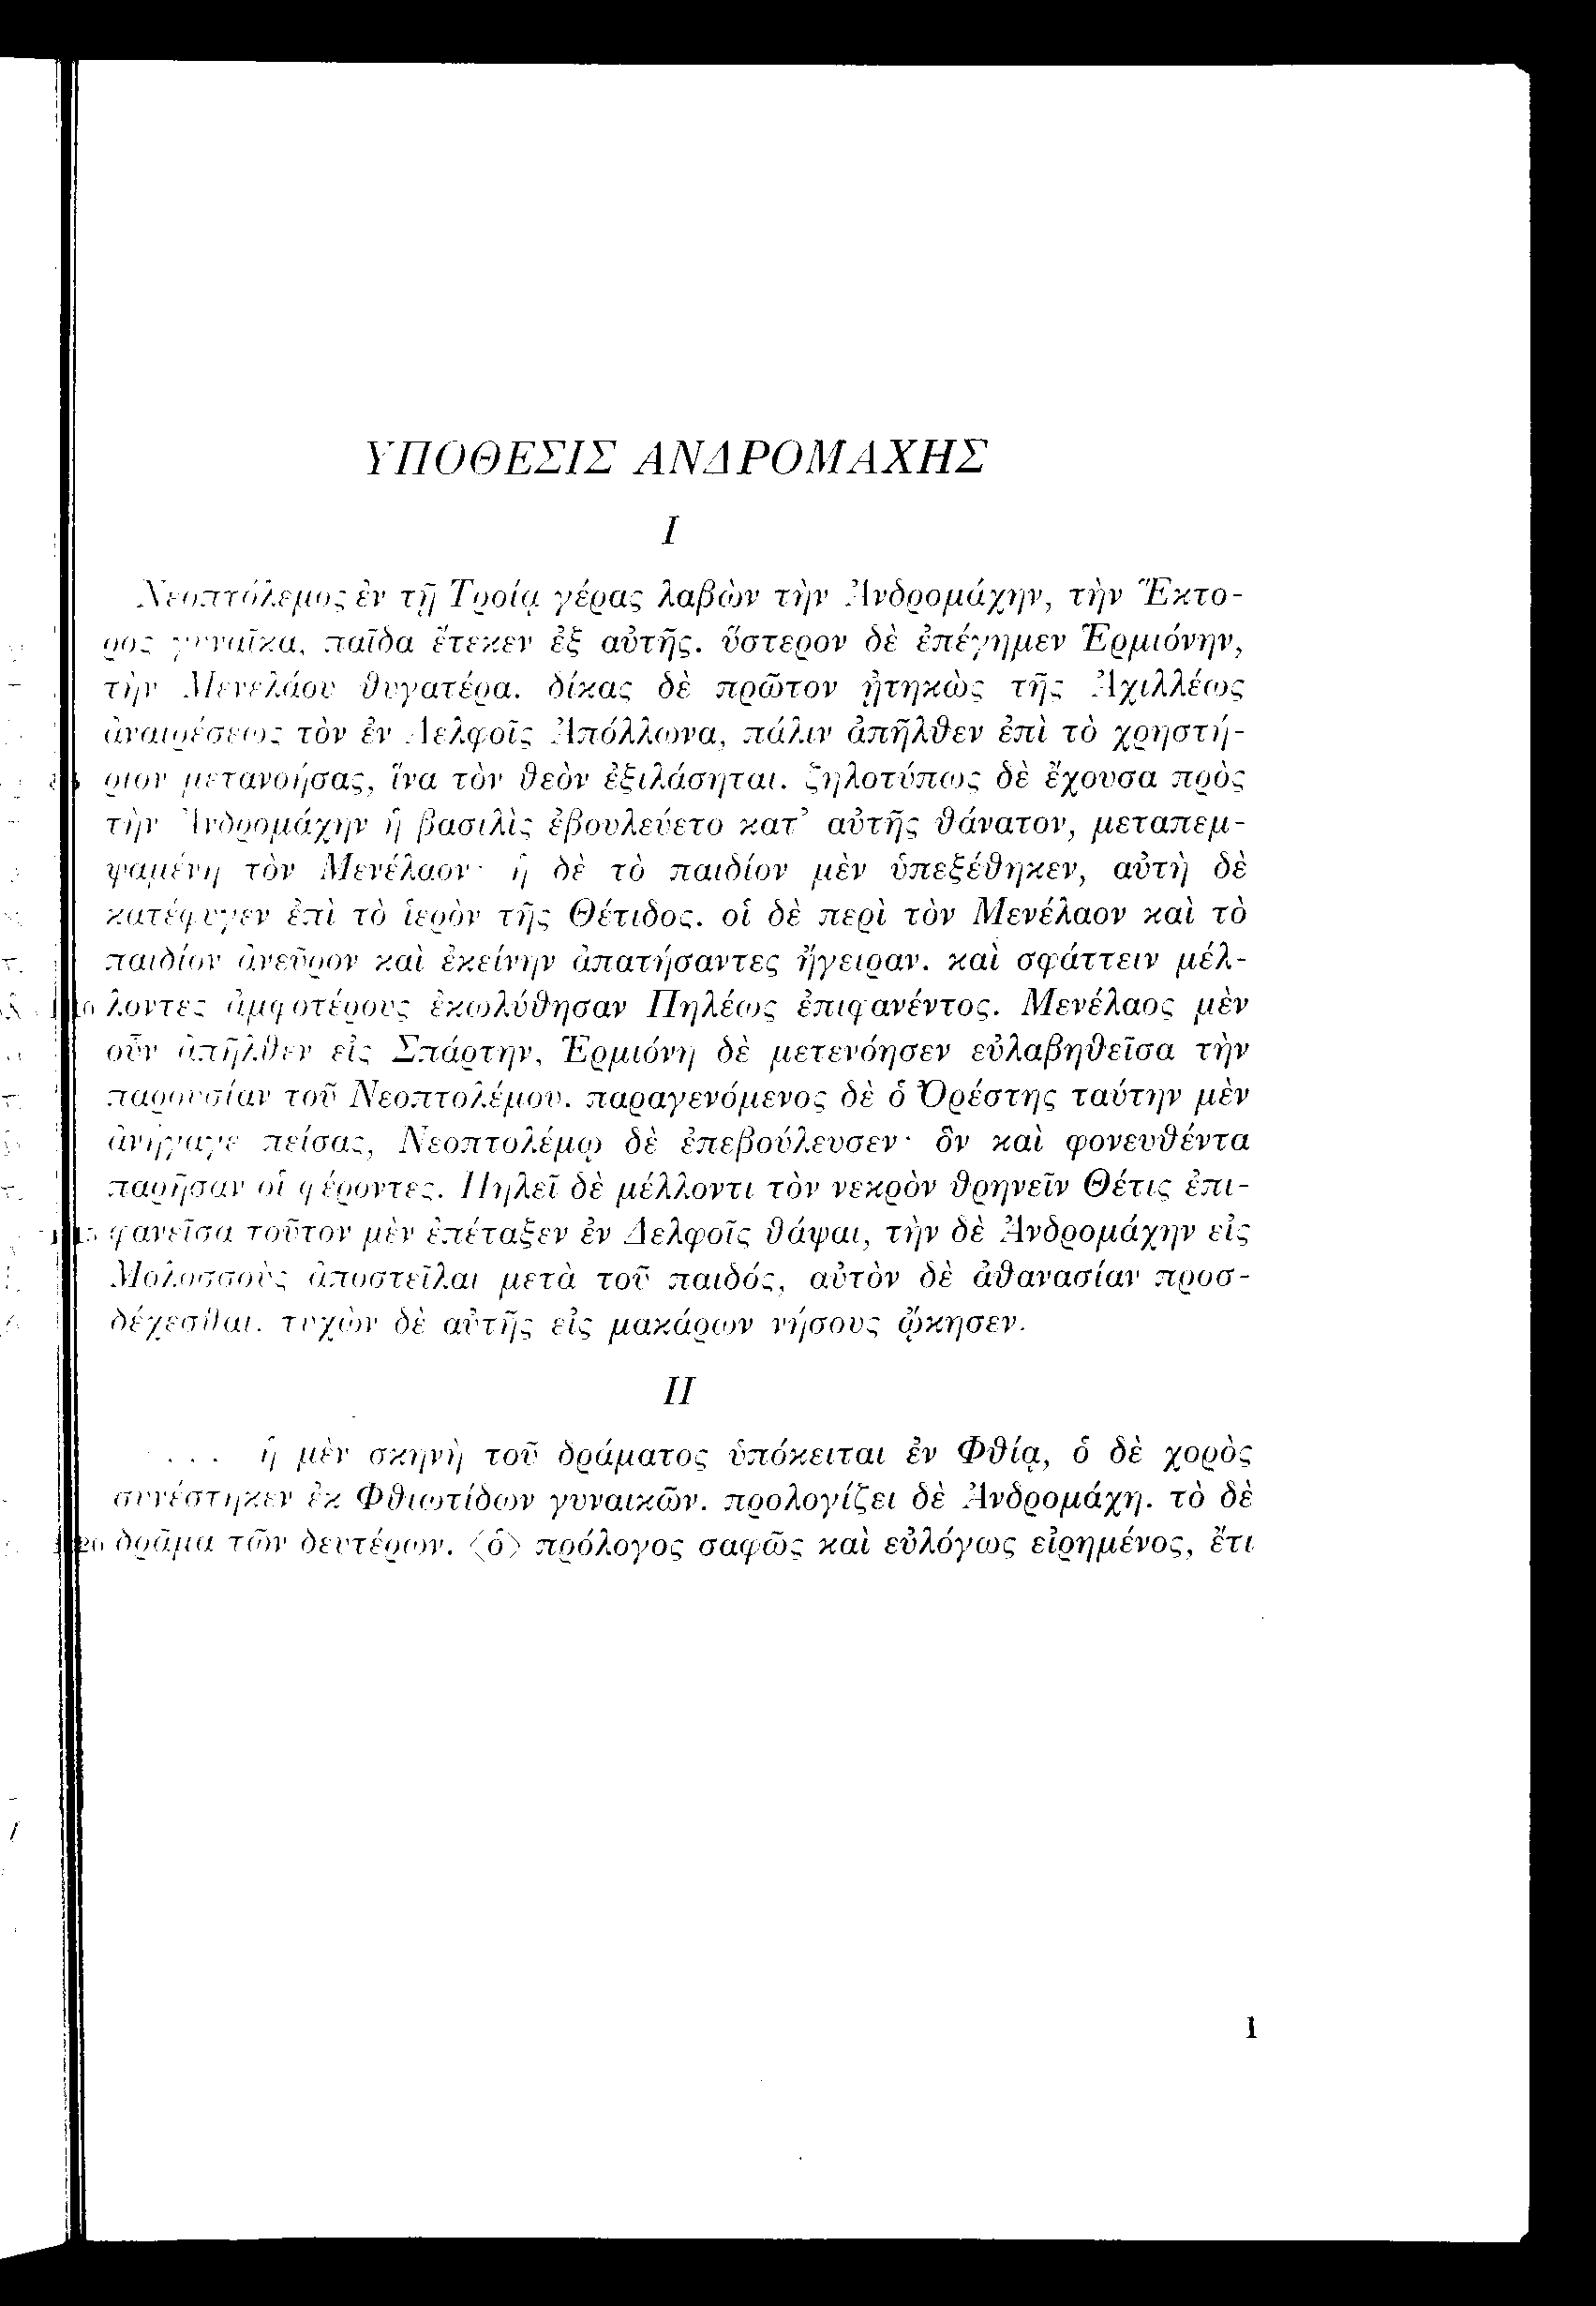 ΥΠΟΘΕΣΙΣ ΑΝΔΡΟΜΑΧΗΣ
I
Νεοπτόλεμος ἐν τῇ Τροίᾳ γέρας λαβὼν τὴν Ἀνδρομάχην, τὴν Ἕκτο-
ρος γυναῖκα, παῖδα ἔτεκεν ἐξ αὐτῆς. ὕστερον δὲ ἐπέγημεν Ἑρμιόνην,
τὴν Μενελάου θυγατέρα. δίκας δὲ πρῶτον ᾐτηκὼς τῆς Ἀχιλλέως
ἀναιρέσεως τὸν ἐν Δελφοῖς Ἀπόλλωνα, πάλιν ἀπῆλθεν ἐπὶ τὸ χρηστή-
ριον μετανοήσας, ἵνα τὸν θεὸν ἐξιλάσηται. ζηλοτύπως δὲ ἔχουσα πρὸς
τὴν Ἀνδρομάχην ἡ βασιλὶς ἐβουλεύετο κατ’ αὐτῆς θάνατον, μεταπεμ-
ψαμένη τὸν Μενέλαον· ἡ δὲ τὸ παιδίον μὲν ὑπεξέθηκεν, αὐτὴ δὲ
κατέφυγεν ἐπὶ τὸ ἱερὸν τῆς Θέτιδος. οἱ δὲ περὶ τὸν Μενέλαον καὶ τὸ
παιδίον ἀνεῦρον καὶ ἐκείνην ἀπατήσαντες ἤγειραν. καὶ σφάττειν μέλ-
10 λοντες ἀμφοτέρους ἐκωλύθησαν Πηλέως ἐπιφανέντος. Μενέλαος μὲν
οὖν ἀπῆλθεν εἰς Σπάρτην, Ἑρμιόνη δὲ μετενόησεν εὐλαβηθεῖσα τὴν
παρουσίαν τοῦ Νεοπτολέμου. παραγενόμενος δὲ ὁ Ὀρέστης ταύτην μὲν
ἀνήγαγε πείσας, Νεοπτολέμῳ δὲ ἐπεβούλευσεν· ὃν καὶ φονευθέντα
παρῆσαν οἱ φέροντες. Πηλεῖ δὲ μέλλοντι τὸν νεκρὸν θρηνεῖν Θέτις ἐπι-
15 φανεῖσα τοῦτον μὲν ἐπέταξεν ἐν Δελφοῖς θάψαι, τὴν δὲ Ἀνδρομάχην εἰς
Μολοσσοὺς ἀποστεῖλαι μετὰ τοῦ παιδός, αὐτὸν δὲ ἀθανασίαν προσ-
δέχεσθαι. τυχὼν δὲ αὐτῆς εἰς μακάρων νήσους ᾤκησεν.
II
. . . ἡ μὲν σκηνὴ τοῦ δράματος ὑπόκειται ἐν Φθίᾳ, ὁ δὲ χορὸς
συνέστηκεν ἐκ Φθιωτίδων γυναικῶν. προλογίζει δὲ Ἀνδρομάχη. τὸ δὲ
20 δρᾶμα τῶν δευτέρων. ⟨ὁ⟩ πρόλογος σαφῶς καὶ εὐλόγως εἰρημένος, ἔτι
1